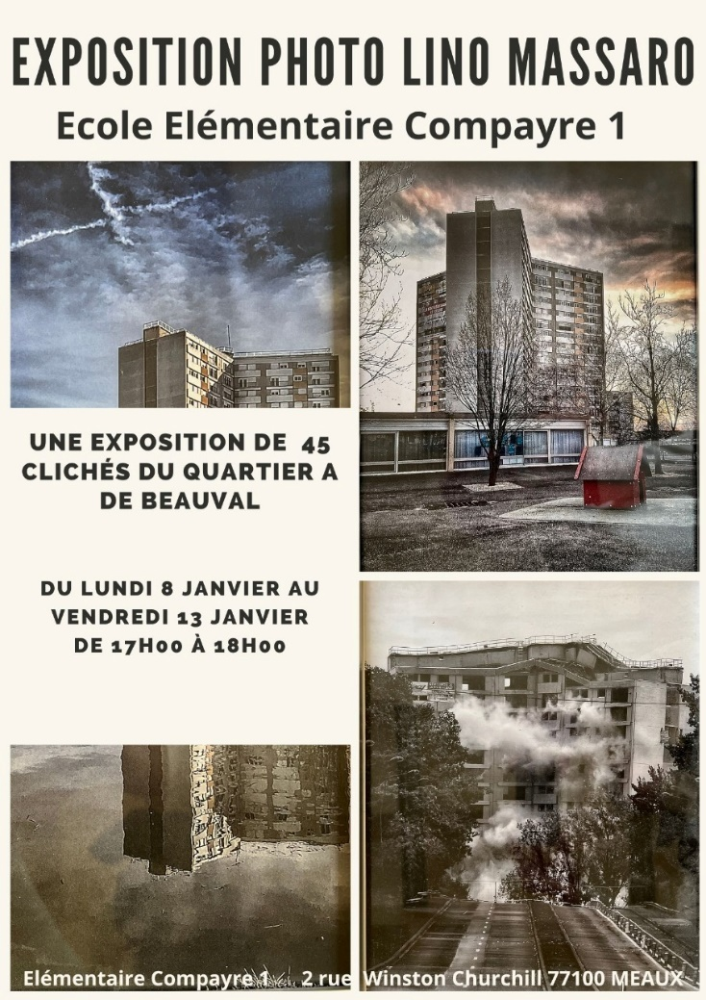 EXPOSITION PHOTO LINO MASSARO
Ecole Elémentaire Compayre 1
UNE EXPOSITION DE 45
CLICHÉS DU QUARTIER A
DE BEAUVAL
DU LUNDI 8 JANVIER AU
VENDREDI 13 JANVIER
DE 17H00 À 18H00
Elémentaire Compayre 1 2 rue Winston Churchill 77100 MEAUX